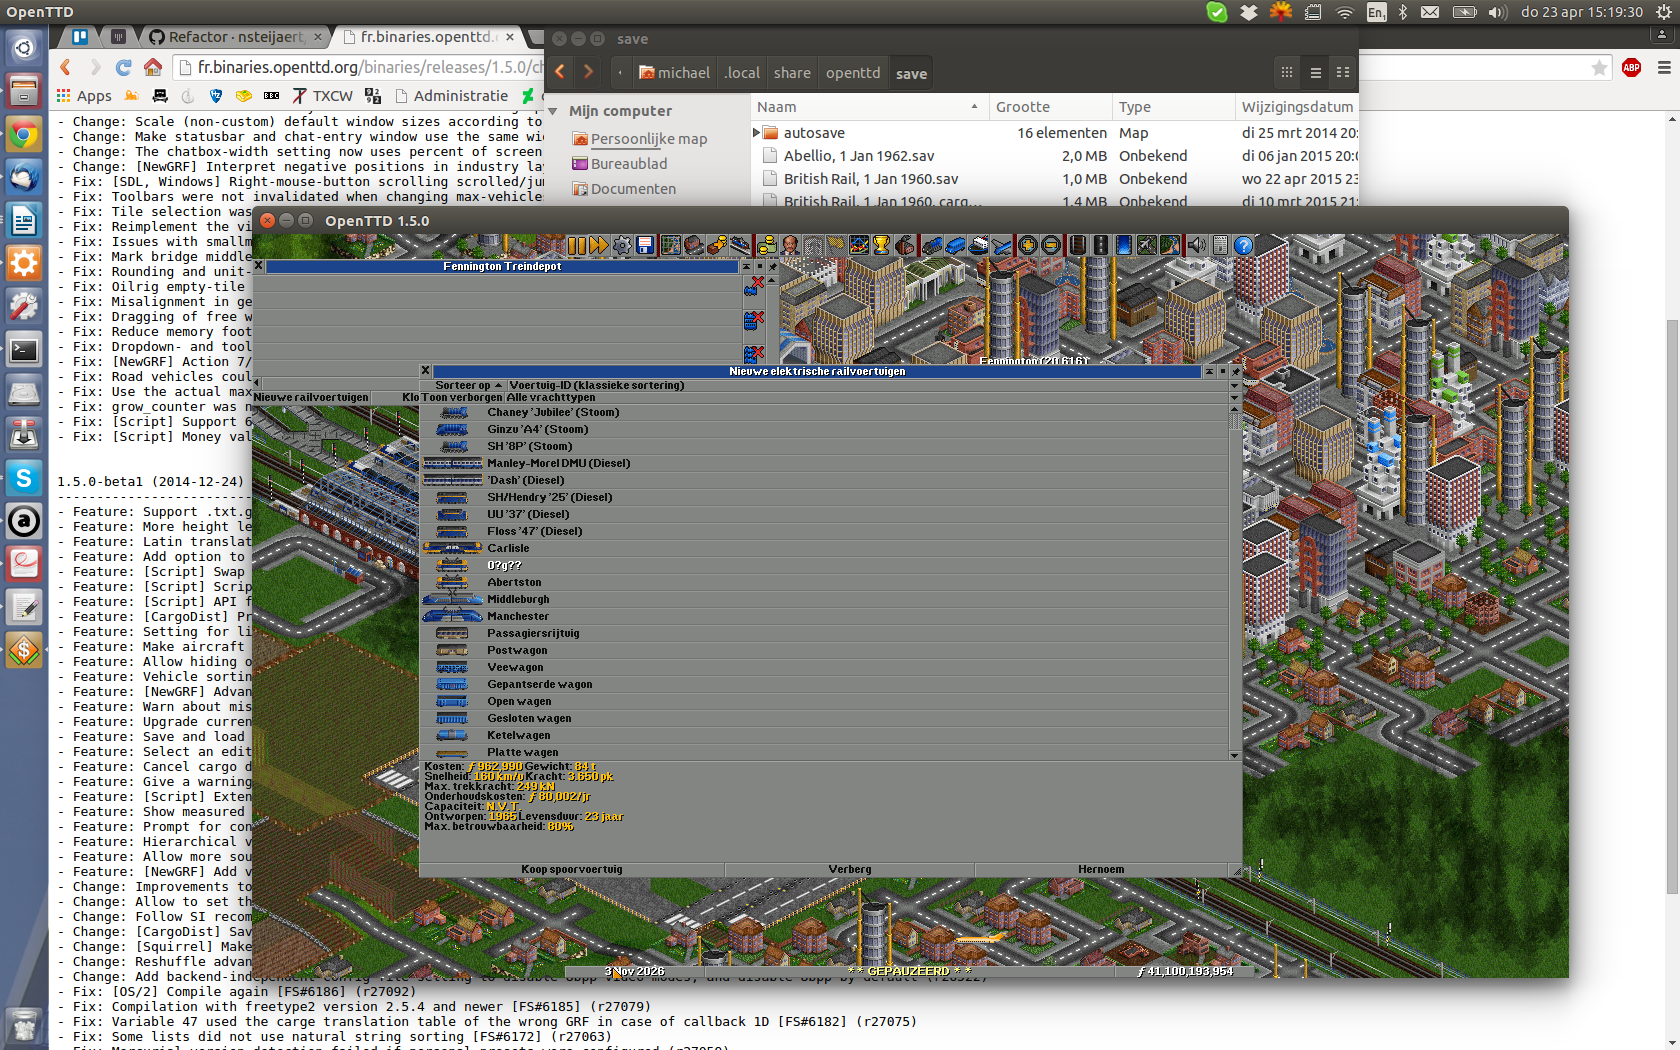 OpenTTD
En1
do 23 apr 15:19:30
Refactor · nsteijaert
fr.binaries.openttd.o
fr.binaries.openttd.org/binaries/releases/1.5.0/ch
ABP
Apps
BBC
TXCW
Administratie
save
michael
.local
share
openttd
save
Mijn computer
Persoonlijke map
Bureaublad
Documenten
Naam
Grootte
Type
Wijzigingsdatum
autosave
16 elementen
Map
di 25 mrt 2014 20:
Abellio, 1 Jan 1962.sav
2,0 MB
Onbekend
di 06 jan 2015 20:0
British Rail, 1 Jan 1960.sav
1,0 MB
Onbekend
wo 22 apr 2015 23
British Rail, 1 Jan 1960, carg...
1,4 MB
Onbekend
di 10 mrt 2015 21:
- Change: Scale (non-custom) default window sizes according to
- Change: Make statusbar and chat-entry window use the same wi
- Change: The chatbox-width setting now uses percent of screen
- Change: [NewGRF] Interpret negative positions in industry la
- Fix: [SDL, Windows] Right-mouse-button scrolling scrolled/ju
- Fix: Toolbars were not invalidated when changing max-vehicle
- Fix: Tile selection was
- Fix: Reimplement the vi
- Fix: Issues with smallm
- Fix: Mark bridge middle
- Fix: Rounding and unit-
- Fix: Oilrig empty-tile
- Fix: Misalignment in ge
- Fix: Dragging of free w
- Fix: Reduce memory foot
- Fix: Dropdown- and tool
- Fix: [NewGRF] Action 7/
- Fix: Road vehicles coul
- Fix: Use the actual max
- Fix: grow_counter was n
- Fix: [Script] Support 6
- Fix: [Script] Money val
1.5.0-beta1 (2014-12-24)
------------------------
- Feature: Support .txt.g
- Feature: More height le
- Feature: Latin translat
- Feature: Add option to
- Feature: [Script] Swap
- Feature: [Script] Scrip
- Feature: [Script] API f
- Feature: [CargoDist] Pr
- Feature: Setting for li
- Feature: Make aircraft
- Feature: Allow hiding o
- Feature: Vehicle sortin
- Feature: [NewGRF] Advan
- Feature: Warn about mis
- Feature: Upgrade curren
- Feature: Save and load
- Feature: Select an edit
- Feature: Cancel cargo d
- Feature: Give a warning
- Feature: [Script] Exten
- Feature: Show measured
- Feature: Prompt for con
- Feature: Hierarchical v
- Feature: Allow more sou
- Feature: [NewGRF] Add v
- Change: Improvements to
- Change: Allow to set th
- Change: Follow SI recom
- Change: [CargoDist] Sav
- Change: [Squirrel] Make
- Change: Reshuffle advan
- Fix: [OS/2] Compile again [FS#6186] (r27092)
- Fix: Compilation with freetype2 version 2.5.4 and newer [FS#6185] (r27079)
- Fix: Variable 47 used the carge translation table of the wrong GRF in case of callback 1D [FS#6182] (r27075)
- Fix: Some lists did not use natural string sorting [FS#6172] (r27063)
OpenTTD 1.5.0
Fennington Treindepot
Fennington (20,616)
Nieuwe railvoertuigen
Klo
Nieuwe elektrische railvoertuigen
Sorteer op
Voertuig-ID (klassieke sortering)
Toon verborgen
Alle vrachttypen
Chaney 'Jubilee' (Stoom)
Ginzu 'A4' (Stoom)
SH '8P' (Stoom)
Manley-Morel DMU (Diesel)
'Dash' (Diesel)
SH/Hendry '25' (Diesel)
UU '37' (Diesel)
Floss '47' (Diesel)
Carlisle
0?g??
Abertston
Middleburgh
Manchester
Passagiersrijtuig
Postwagon
Veewagon
Gepantserde wagon
Open wagen
Gesloten wagen
Ketelwagen
Platte wagen
Kosten: ƒ 962,990 Gewicht: 84 t
Snelheid: 160 km/u Kracht: 3 650 pk
Max. trekkracht: 249 kN
Onderhoudskosten: ƒ 80,002/jr
Capaciteit: N.V.T.
Ontworpen: 1965 Levensduur: 23 jaar
Max. betrouwbaarheid: 80%
Koop spoorvoertuig
Verberg
Hernoem
3 Nov 2026
* * GEPAUZEERD * *
ƒ 41,100,193,954